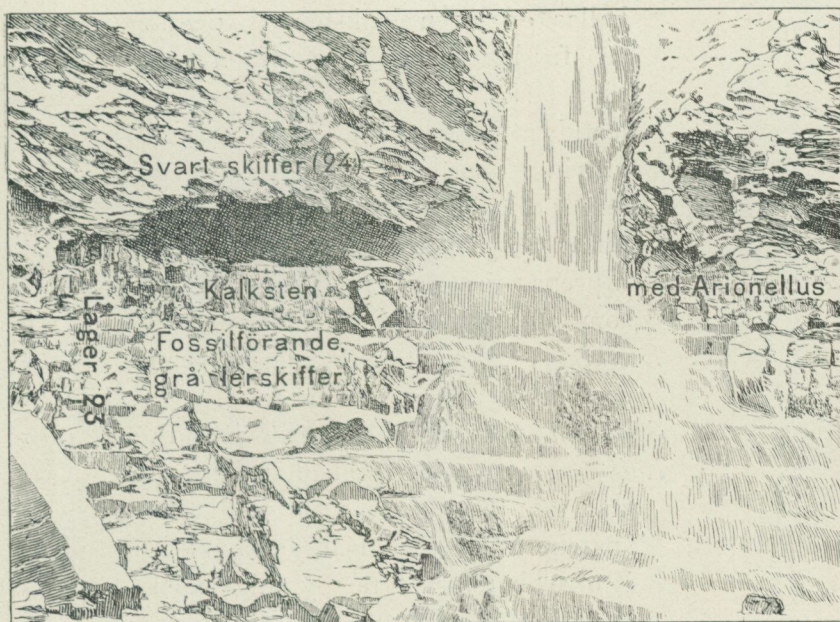 Svart skiffer (24)
Kalksten med Arionellus
Lager 23
Fossilförande,
grå lerskiffer